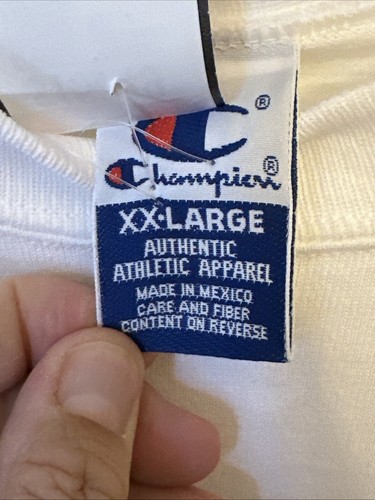 ®
Champion®
XX•LARGE
AUTHENTIC
ATHLETIC APPAREL
MADE IN MEXICO
CARE AND FIBER
CONTENT ON REVERSE